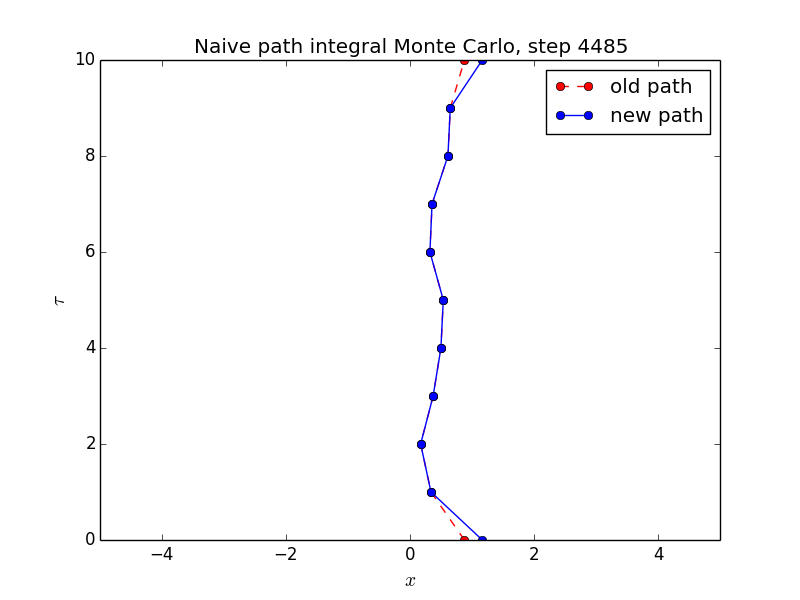 Naive path integral Monte Carlo, step 4485
10
old path
new path
8
6
τ
4
2
0
−4
−2
0
2
4
x